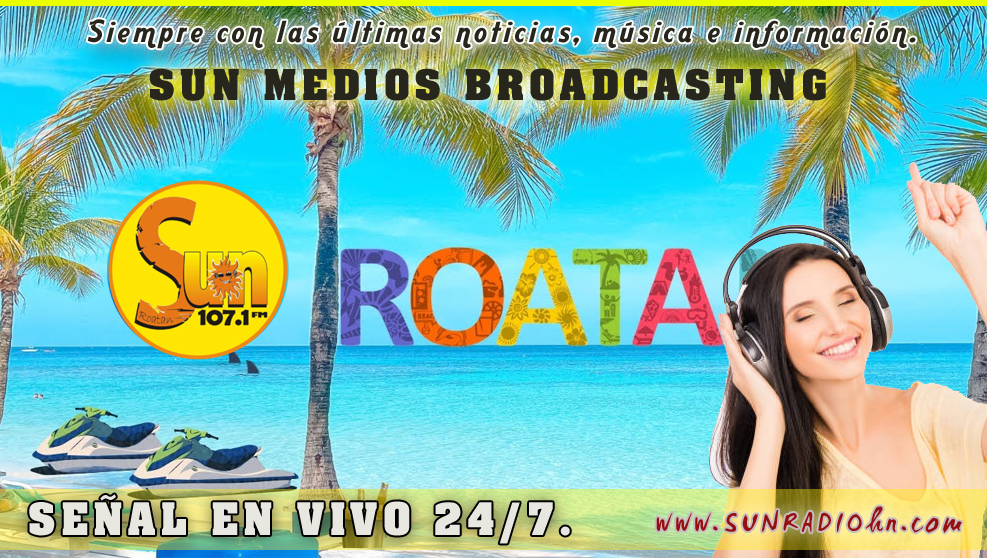 Siempre con las últimas noticias, música e información.
SUN MEDIOS BROADCASTING
Sun
Roatan
107.1 FM
ROATA
SEÑAL EN VIVO 24/7.
www.SUNRADIOhn.com